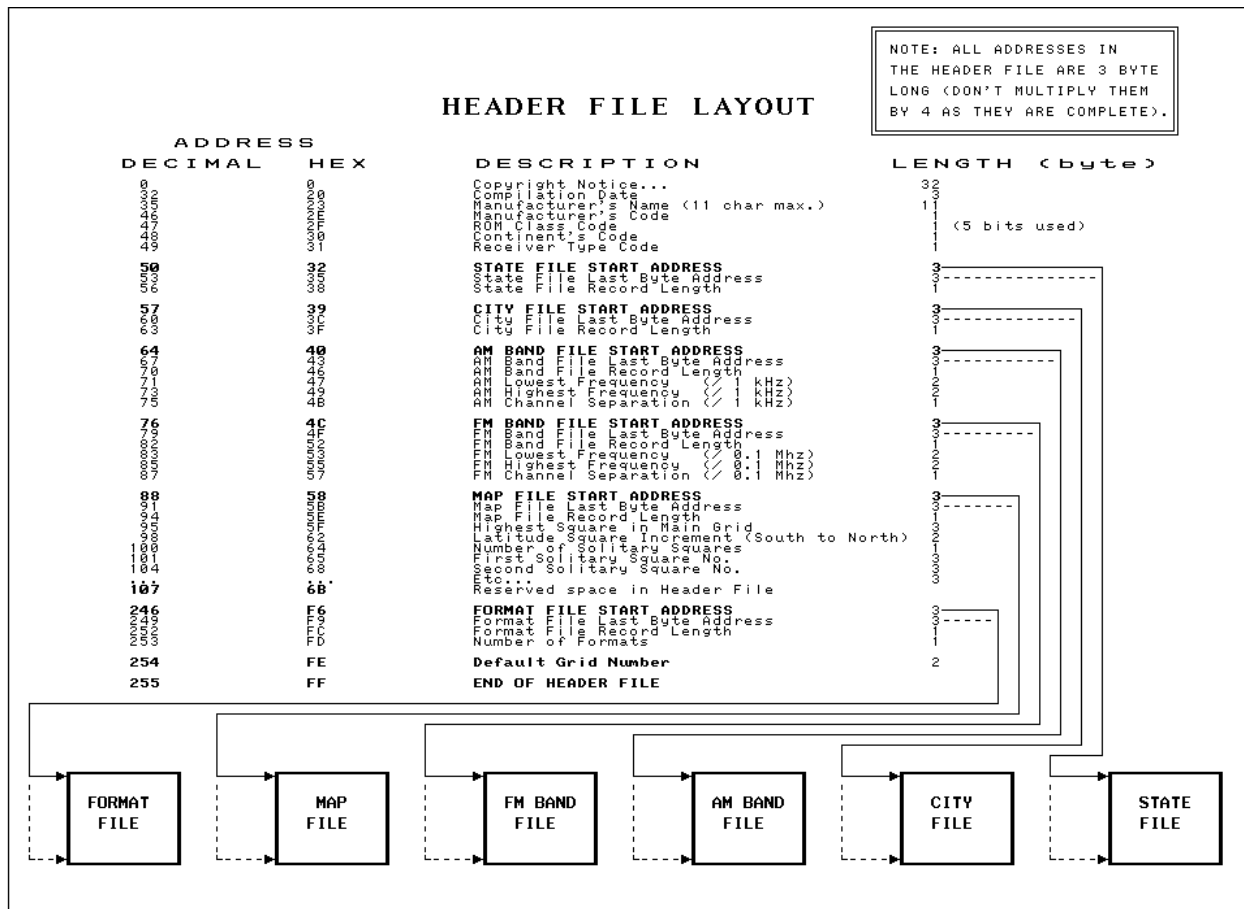 NOTE: ALL ADDRESSES IN
THE HEADER FILE ARE 3 BYTE
LONG (DON'T MULTIPLY THEM
BY 4 AS THEY ARE COMPLETE).
HEADER FILE LAYOUT
ADDRESS
DECIMAL HEX DESCRIPTION LENGTH (byte)
0 0 Copyright Notice... 32
32 20 Compilation Date 3
35 23 Manufacturer's Name (11 char max.) 11
46 2E Manufacturer's Code 1
47 2F ROM Class Code 1 (5 bits used)
48 30 Continent's Code 1
49 31 Receiver Type Code 1
50 32 STATE FILE START ADDRESS 3
53 35 State File Last Byte Address 3
56 38 State File Record Length 1
57 39 CITY FILE START ADDRESS 3
60 3C City File Last Byte Address 3
63 3F City File Record Length 1
64 40 AM BAND FILE START ADDRESS 3
67 43 AM Band File Last Byte Address 3
70 46 AM Band File Record Length 1
71 47 AM Lowest Frequency (/ 1 kHz) 2
73 49 AM Highest Frequency (/ 1 kHz) 2
75 4B AM Channel Separation (/ 1 kHz) 1
76 4C FM BAND FILE START ADDRESS 3
79 4F FM Band File Last Byte Address 3
82 52 FM Band File Record Length 1
83 53 FM Lowest Frequency (/ 0.1 Mhz) 2
85 55 FM Highest Frequency (/ 0.1 Mhz) 2
87 57 FM Channel Separation (/ 0.1 Mhz) 1
88 58 MAP FILE START ADDRESS 3
91 5B Map File Last Byte Address 3
94 5E Map File Record Length 1
95 5F Highest Square in Main Grid 3
98 62 Latitude Square Increment (South to North) 2
100 64 Number of Solitary Squares 1
101 65 First Solitary Square No. 3
104 68 Second Solitary Square No. 3
... ... Etc... 3
107 6B Reserved space in Header File
246 F6 FORMAT FILE START ADDRESS 3
249 F9 Format File Last Byte Address 3
252 FC Format File Record Length 1
253 FD Number of Formats 1
254 FE Default Grid Number 2
255 FF END OF HEADER FILE
FORMAT MAP FM BAND AM BAND CITY STATE
FILE FILE FILE FILE FILE FILE